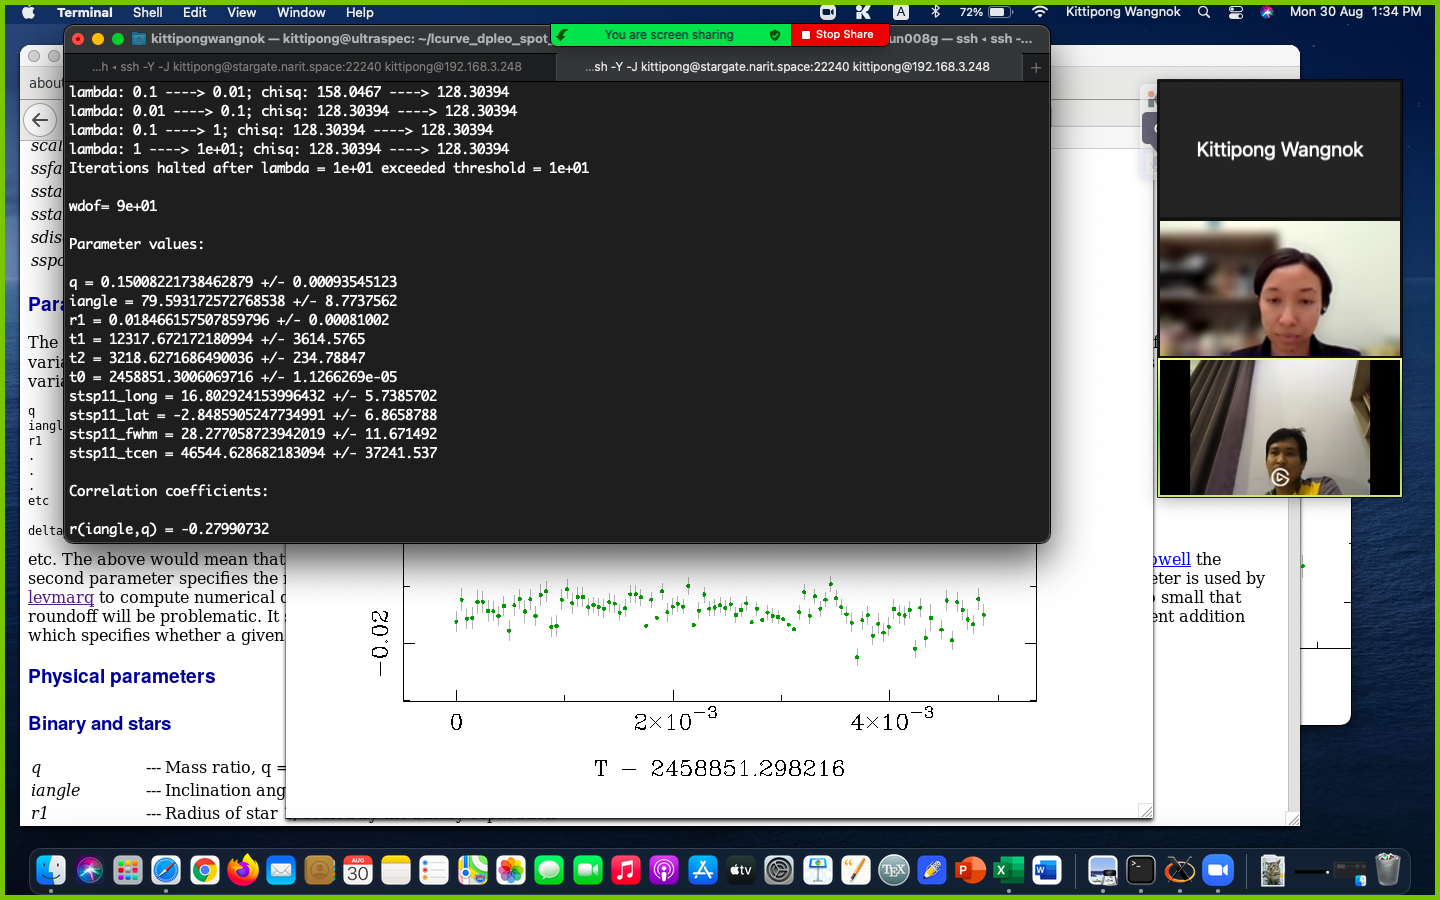 Terminal Shell Edit View Window Help
A 72% Kittipong Wangnok Mon 30 Aug 1:34 PM
kittipongwangnok — kittipong@ultraspec: ~/lcurve_dpleo_spot_
You are screen sharing
Stop Share
un008g — ssh ◂ ssh -...
...h ◂ ssh -Y -J kittipong@stargate.narit.space:22240 kittipong@192.168.3.248
...sh -Y -J kittipong@stargate.narit.space:22240 kittipong@192.168.3.248
lambda: 0.1 ----> 0.01; chisq: 158.0467 ----> 128.30394
lambda: 0.01 ----> 0.1; chisq: 128.30394 ----> 128.30394
lambda: 0.1 ----> 1; chisq: 128.30394 ----> 128.30394
lambda: 1 ----> 1e+01; chisq: 128.30394 ----> 128.30394
Iterations halted after lambda = 1e+01 exceeded threshold = 1e+01
wdof= 9e+01
Parameter values:
q = 0.15008221738462879 +/- 0.00093545123
iangle = 79.593172572768538 +/- 8.7737562
r1 = 0.018466157507859796 +/- 0.00081002
t1 = 12317.672172180994 +/- 3614.5765
t2 = 3218.6271686490036 +/- 234.78847
t0 = 2458851.3006069716 +/- 1.1266269e-05
stsp11_long = 16.802924153996432 +/- 5.7385702
stsp11_lat = -2.8485905247734991 +/- 6.8658788
stsp11_fwhm = 28.277058723942019 +/- 11.671492
stsp11_tcen = 46544.628682183094 +/- 37241.537
Correlation coefficients:
r(iangle,q) = -0.27990732
Kittipong Wangnok
about
scal
ssfa
ssta
ssta
sdis
sspo
Para
The
varia
varia
q
iangl
r1
.
.
.
etc
delta
etc. The above would mean that
owell the
second parameter specifies the
eter is used by
levmarq to compute numerical
small that
roundoff will be problematic. It
ent addition
which specifies whether a given
Physical parameters
Binary and stars
q --- Mass ratio, q =
iangle --- Inclination ang
r1 --- Radius of star
−0.02
0 2×10⁻³ 4×10⁻³
T − 2458851.298216
AUG
30
tv
TEX